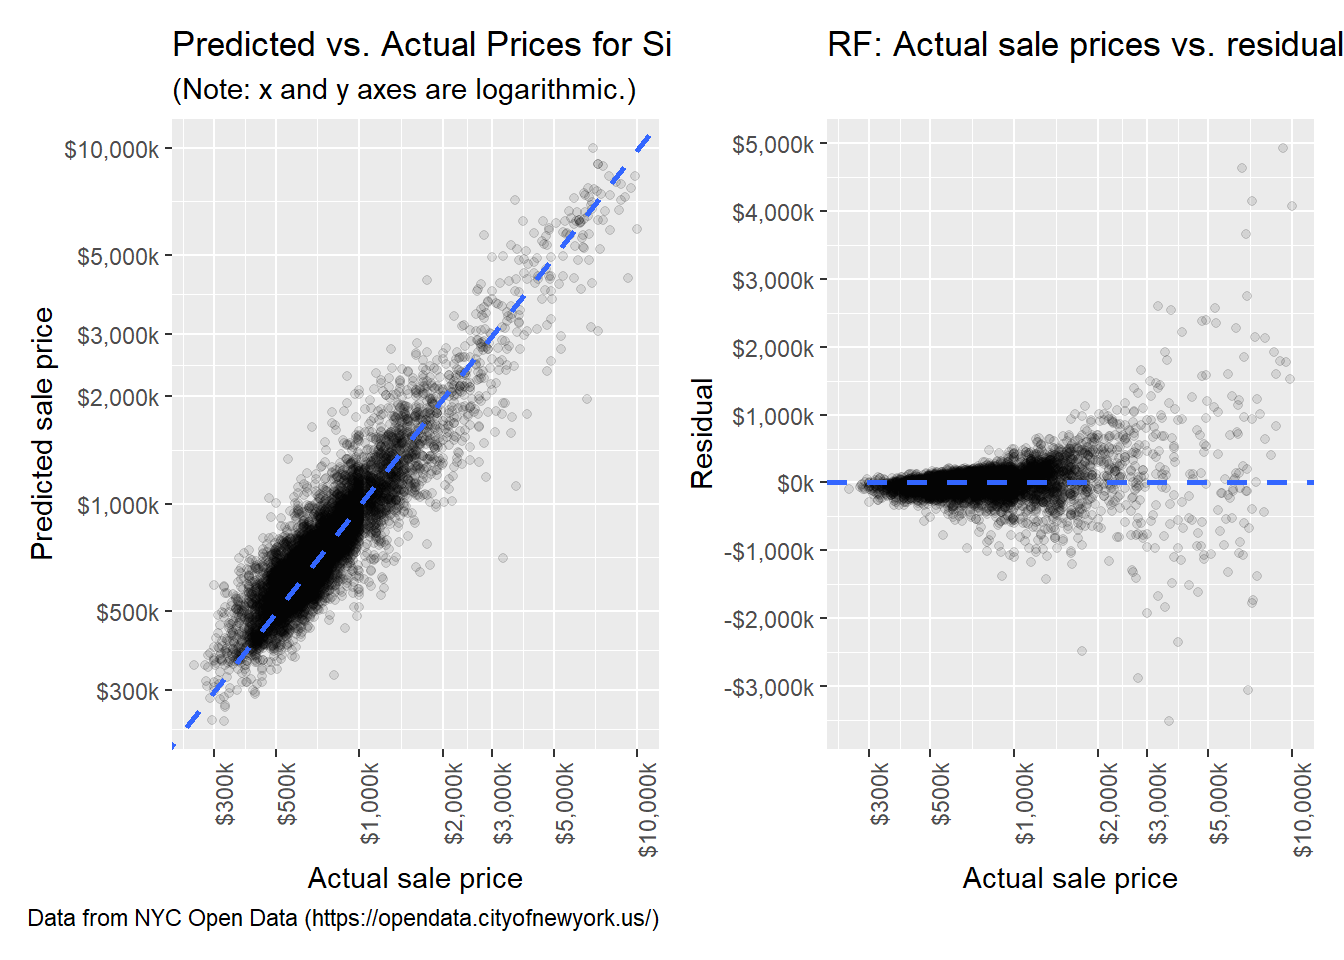 Predicted vs. Actual Prices for Si
(Note: x and y axes are logarithmic.)
Predicted sale price
$10,000k
$5,000k
$3,000k
$2,000k
$1,000k
$500k
$300k
$300k
$500k
$1,000k
$2,000k
$3,000k
$5,000k
$10,000k
Actual sale price
Data from NYC Open Data (https://opendata.cityofnewyork.us/)
RF: Actual sale prices vs. residual
Residual
$5,000k
$4,000k
$3,000k
$2,000k
$1,000k
$0k
-$1,000k
-$2,000k
-$3,000k
$300k
$500k
$1,000k
$2,000k
$3,000k
$5,000k
$10,000k
Actual sale price